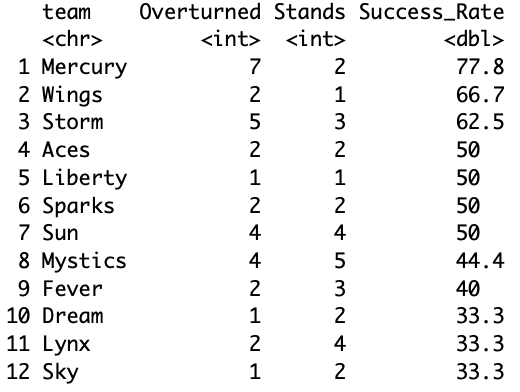 team Overturned Stands Success_Rate
<chr> <int> <int> <dbl>
1 Mercury 7 2 77.8
2 Wings 2 1 66.7
3 Storm 5 3 62.5
4 Aces 2 2 50
5 Liberty 1 1 50
6 Sparks 2 2 50
7 Sun 4 4 50
8 Mystics 4 5 44.4
9 Fever 2 3 40
10 Dream 1 2 33.3
11 Lynx 2 4 33.3
12 Sky 1 2 33.3